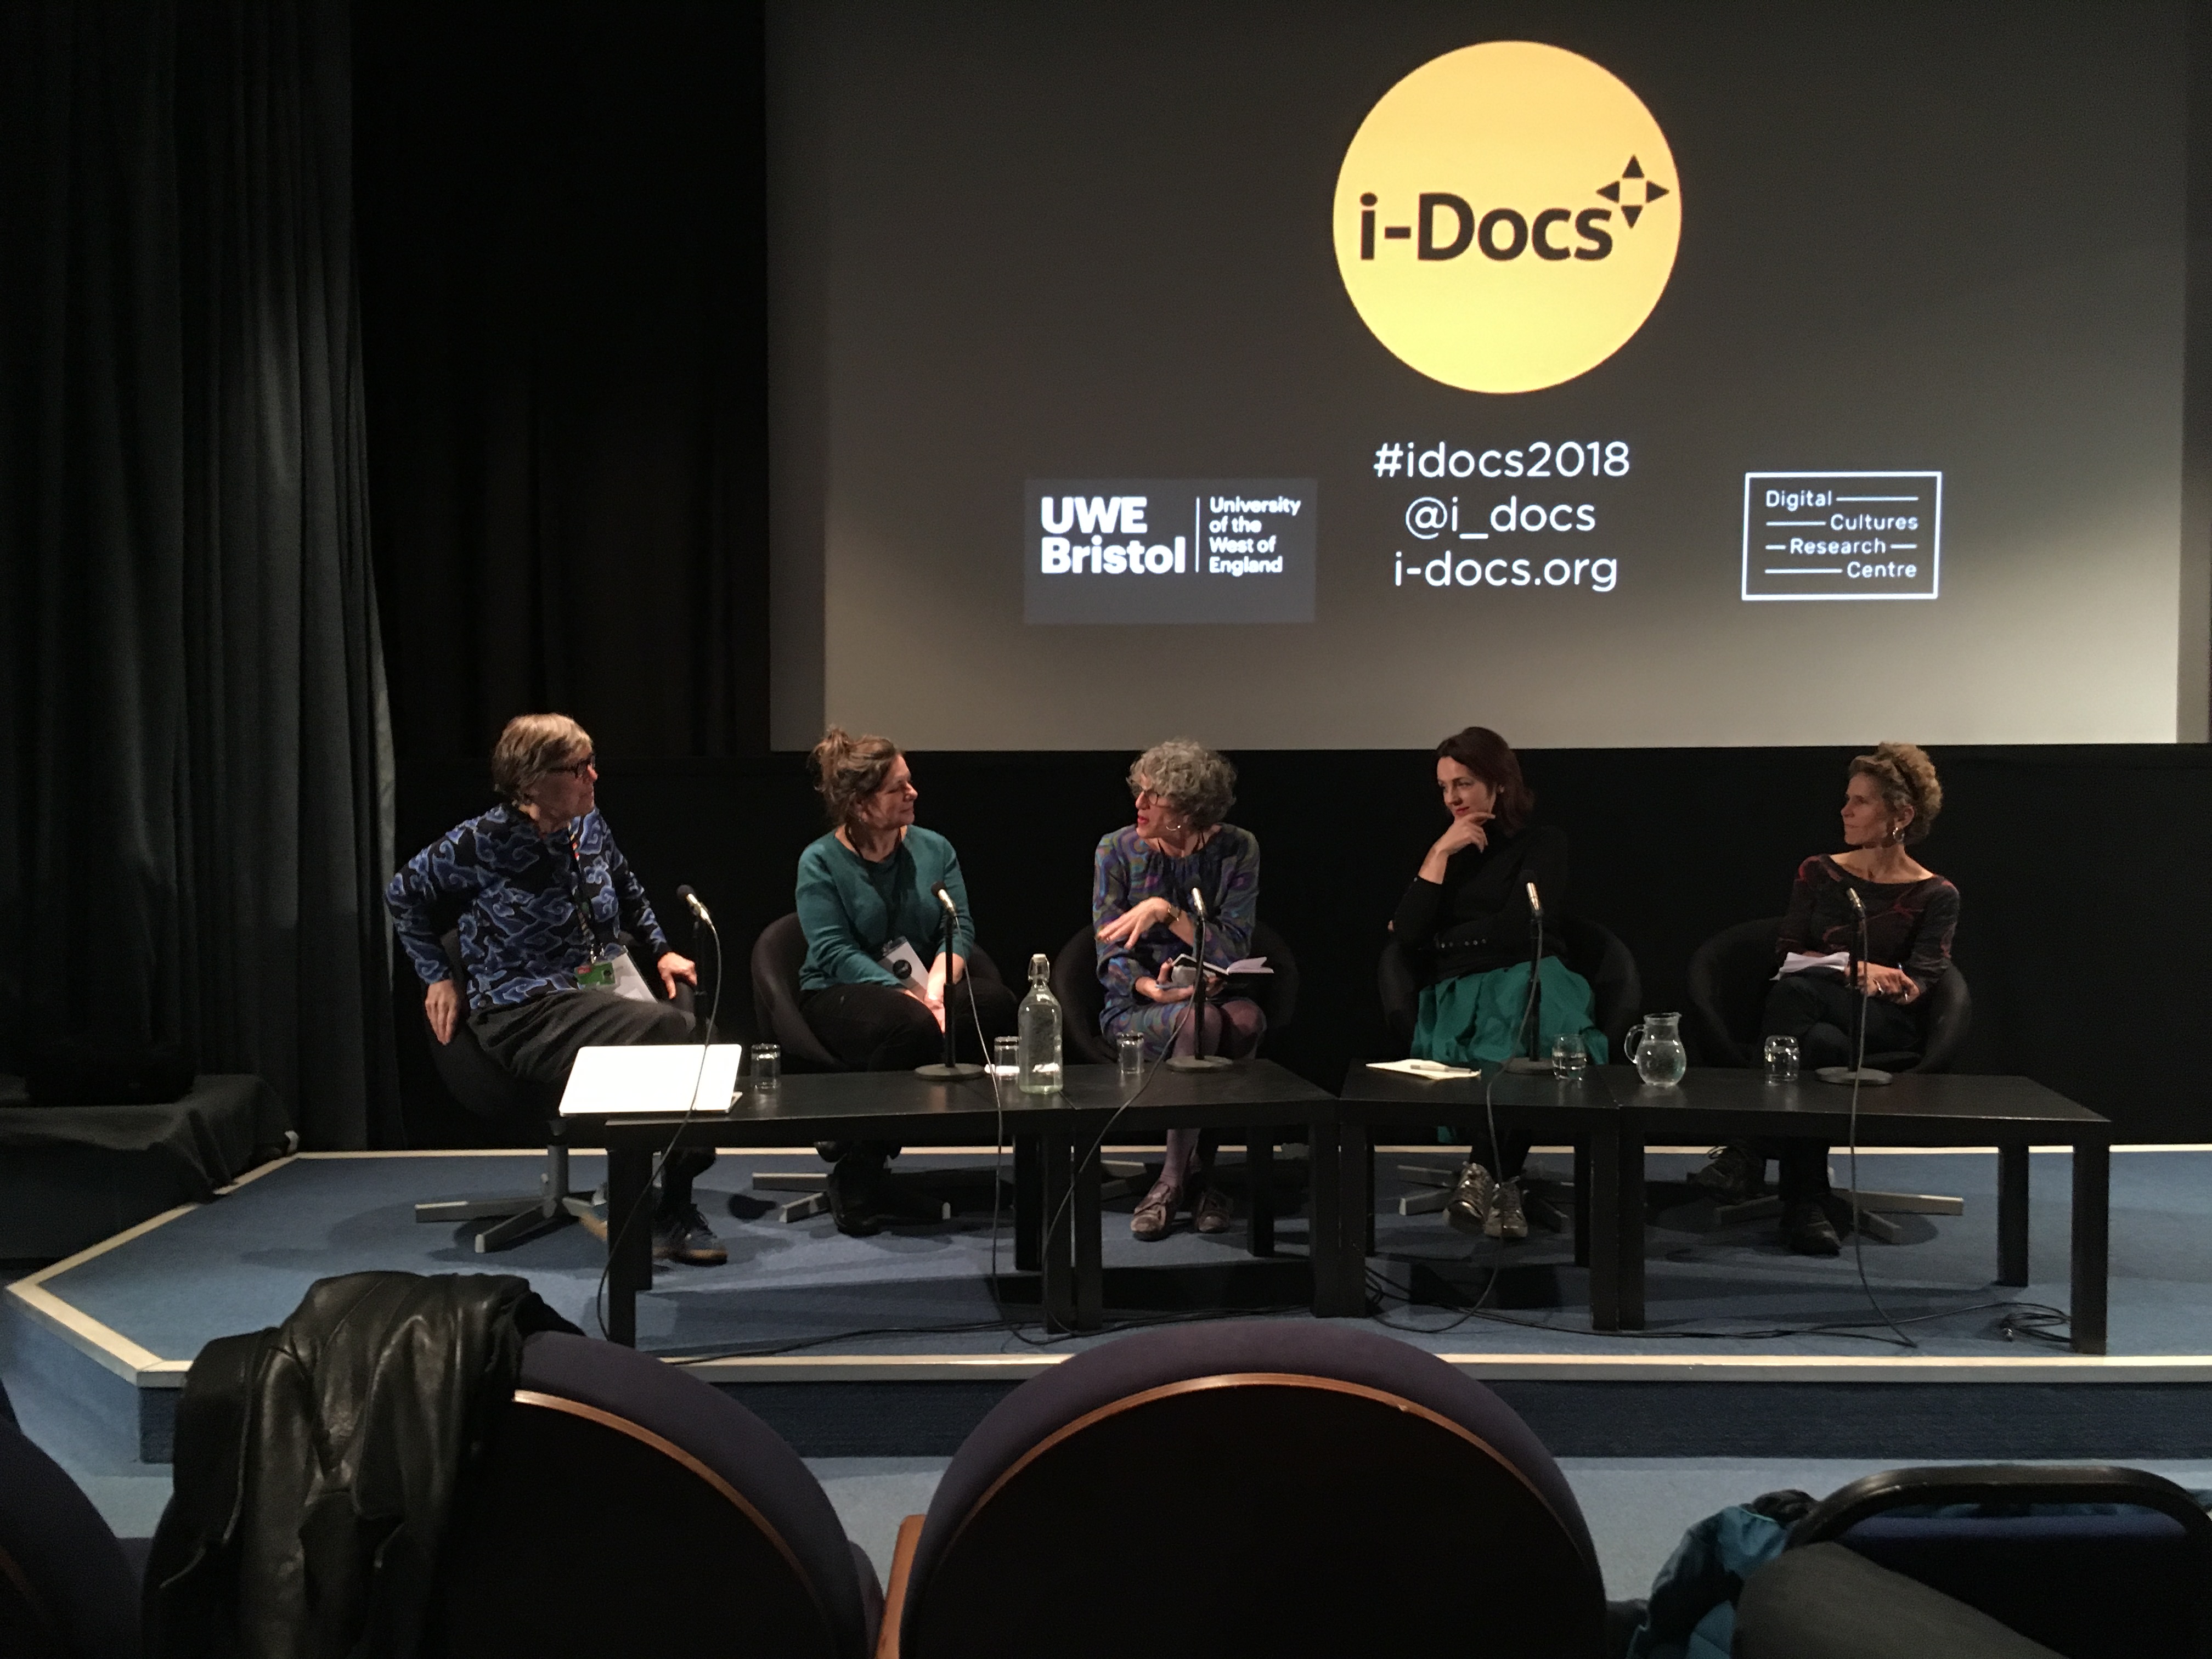 i-Docs
#idocs2018
@i_docs
i-docs.org
UWE
Bristol
University
of the
West of
England
Digital
Cultures
Research
Centre